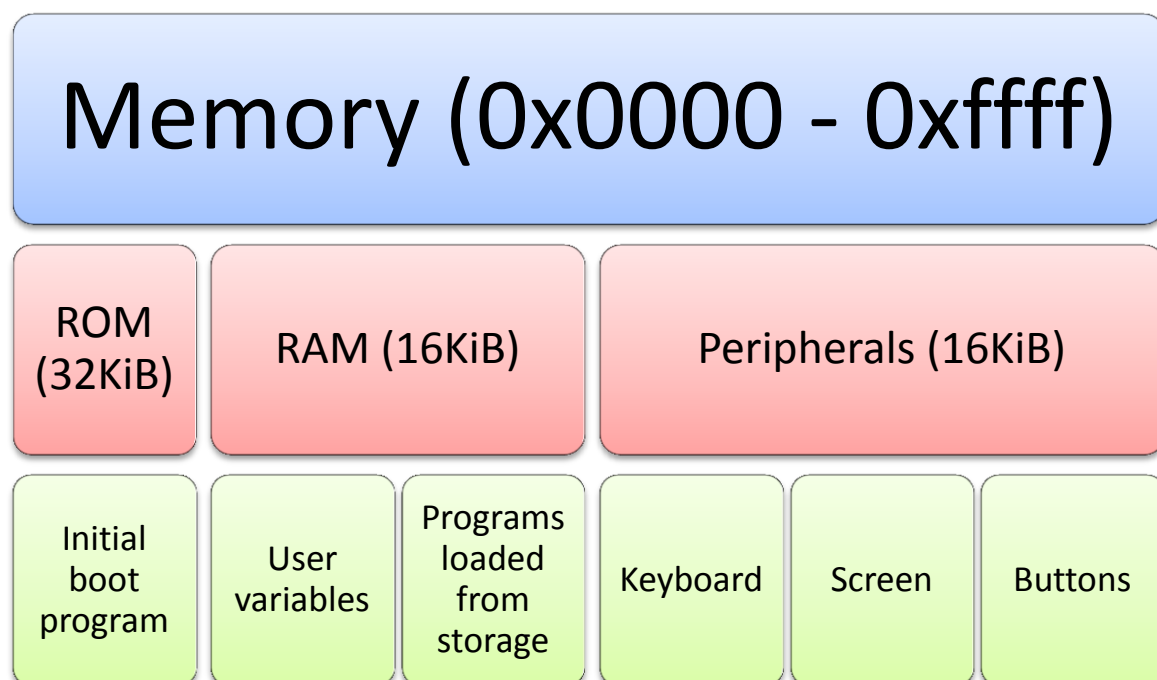 Memory (0x0000 - 0xffff)
ROM
(32KiB)
RAM (16KiB)
Peripherals (16KiB)
Initial
boot
program
User
variables
Programs
loaded
from
storage
Keyboard
Screen
Buttons